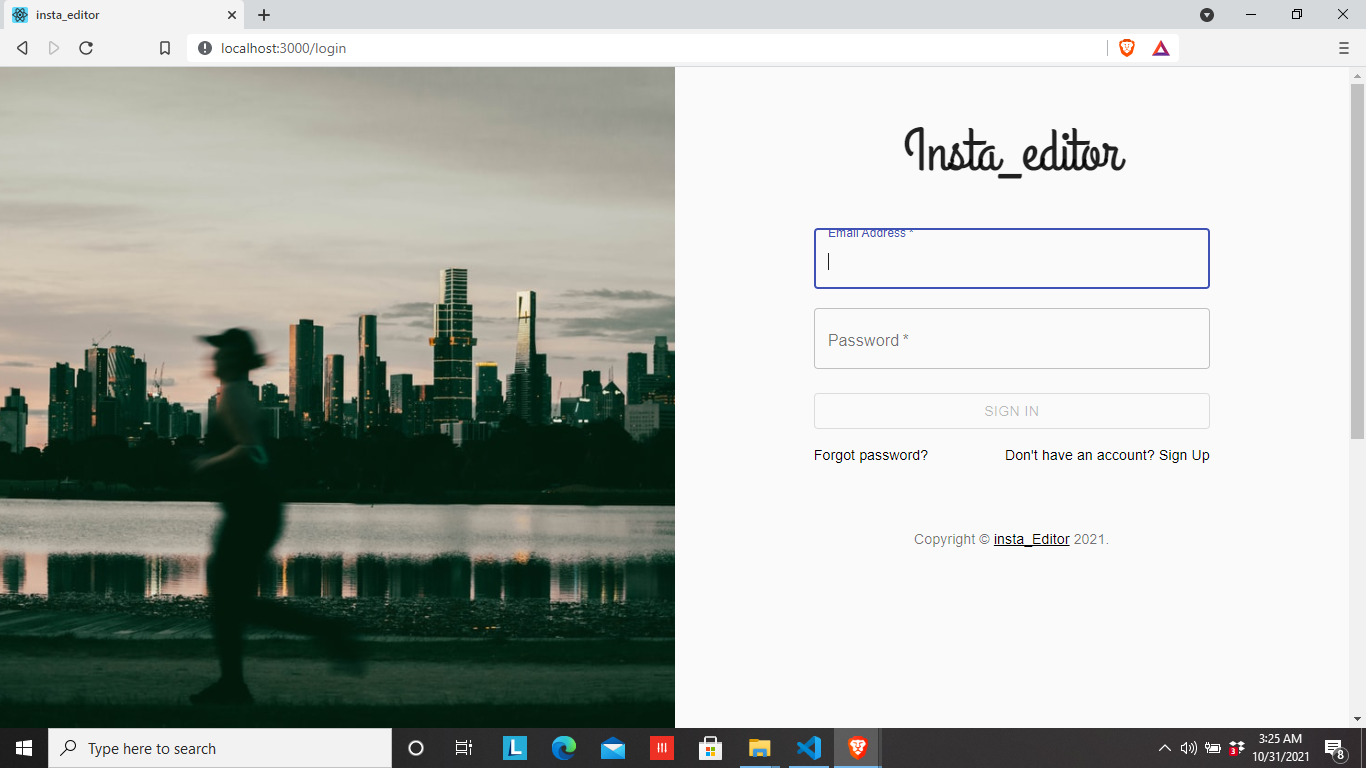 insta_editor
localhost:3000/login
Insta_editor
Email Address *
Password *
SIGN IN
Forgot password?
Don't have an account? Sign Up
Copyright © insta_Editor 2021.
Type here to search
L
3
3:25 AM
10/31/2021
8